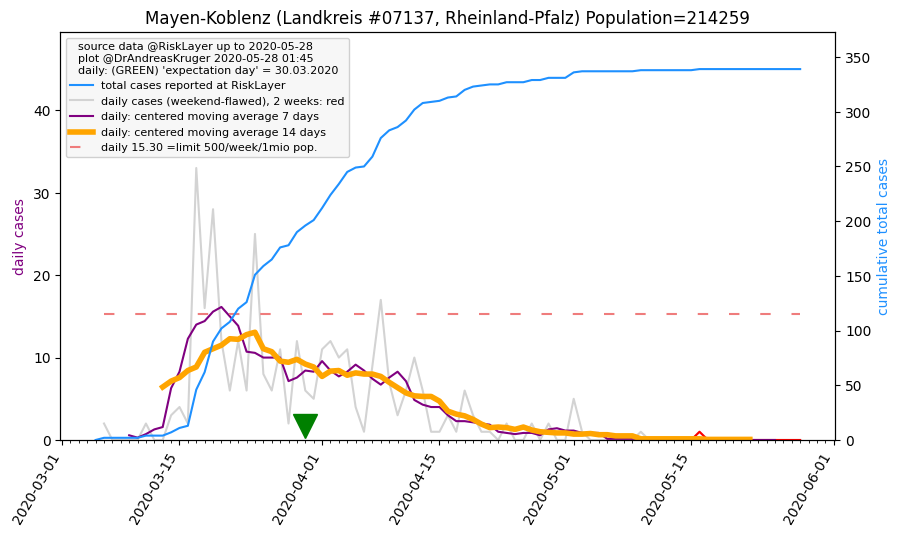 Mayen-Koblenz (Landkreis #07137, Rheinland-Pfalz) Population=214259
source data @RiskLayer up to 2020-05-28
plot @DrAndreasKruger 2020-05-28 01:45
daily: (GREEN) 'expectation day' = 30.03.2020
total cases reported at RiskLayer
daily cases (weekend-flawed), 2 weeks: red
daily: centered moving average 7 days
daily: centered moving average 14 days
daily 15.30 =limit 500/week/1mio pop.
daily cases
40
30
20
10
0
cumulative total cases
350
300
250
200
150
100
50
0
2020-03-01
2020-03-15
2020-04-01
2020-04-15
2020-05-01
2020-05-15
2020-06-01